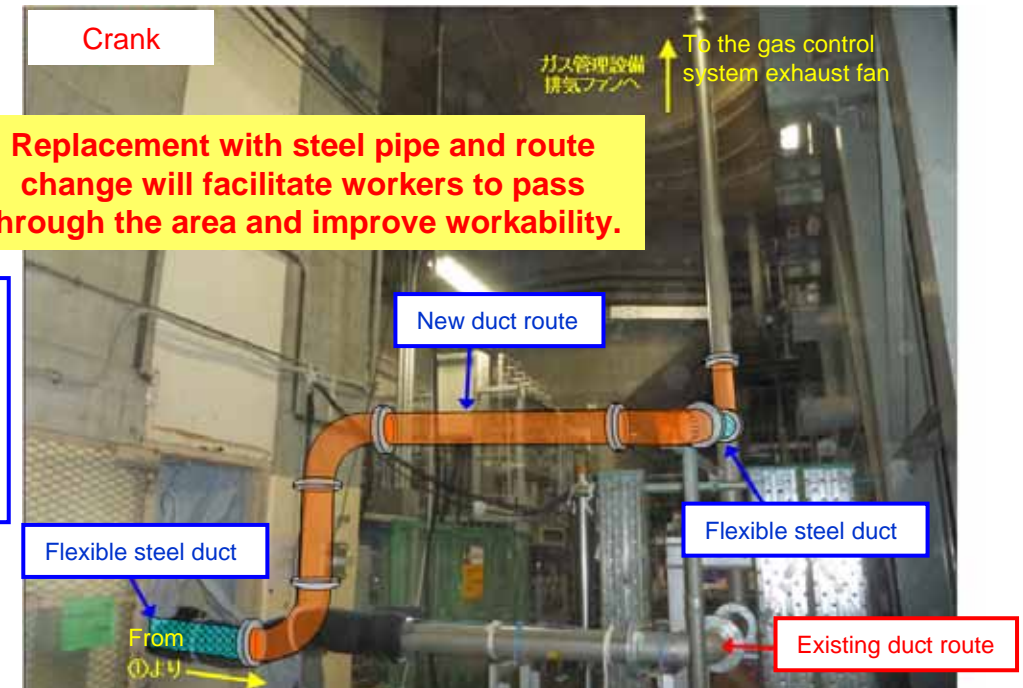 Crank
ガス管理設備
排気ファンへ
To the gas control
system exhaust fan
Replacement with steel pipe and route
change will facilitate workers to pass
hrough the area and improve workability.
New duct route
Flexible steel duct
Flexible steel duct
From
①より
Existing duct route